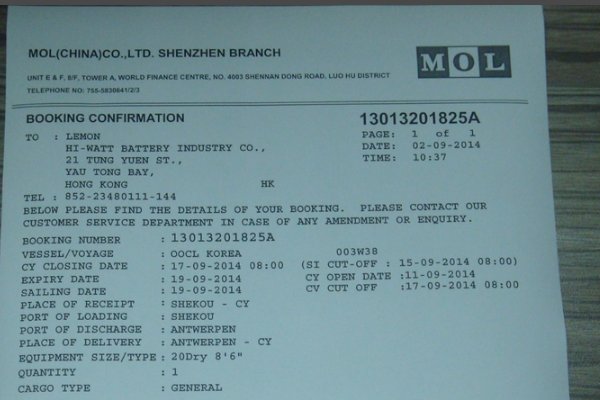 MOL(CHINA)CO.,LTD. SHENZHEN BRANCH
MOL
UNIT E & F, 8/F, TOWER A, WORLD FINANCE CENTRE, NO. 4003 SHENNAN DONG ROAD, LUO HU DISTRICT
TELEPHONE NO: 755-5830841/2/3
BOOKING CONFIRMATION 13013201825A
TO : LEMON PAGE: 1 of 1
HI-WATT BATTERY INDUSTRY CO., DATE: 02-09-2014
21 TUNG YUEN ST., TIME: 10:37
YAU TONG BAY,
HONG KONG HK
TEL : 852-23480111-144
BELOW PLEASE FIND THE DETAILS OF YOUR BOOKING. PLEASE CONTACT OUR
CUSTOMER SERVICE DEPARTMENT IN CASE OF ANY AMENDMENT OR ENQUIRY.
BOOKING NUMBER : 13013201825A
VESSEL/VOYAGE : OOCL KOREA 003W38
CY CLOSING DATE : 17-09-2014 08:00 (SI CUT-OFF : 15-09-2014 08:00)
EXPIRY DATE : 19-09-2014 CY OPEN DATE :11-09-2014
SAILING DATE : 19-09-2014 CV CUT OFF :17-09-2014 08:00
PLACE OF RECEIPT : SHEKOU - CY
PORT OF LOADING : SHEKOU
PORT OF DISCHARGE : ANTWERPEN
PLACE OF DELIVERY : ANTWERPEN - CY
EQUIPMENT SIZE/TYPE : 20Dry 8'6"
QUANTITY : 1
CARGO TYPE : GENERAL